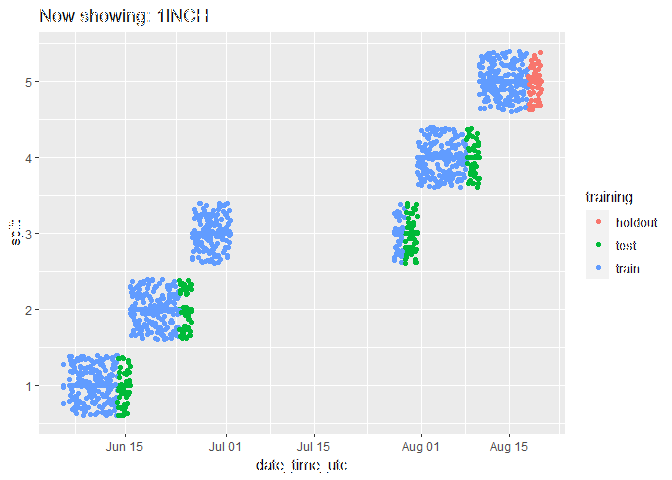 Now showing: 1INCH
5
4
3
2
1
split
Jun 15
Jul 01
Jul 15
Aug 01
Aug 15
date_time_utc
training
holdout
test
train